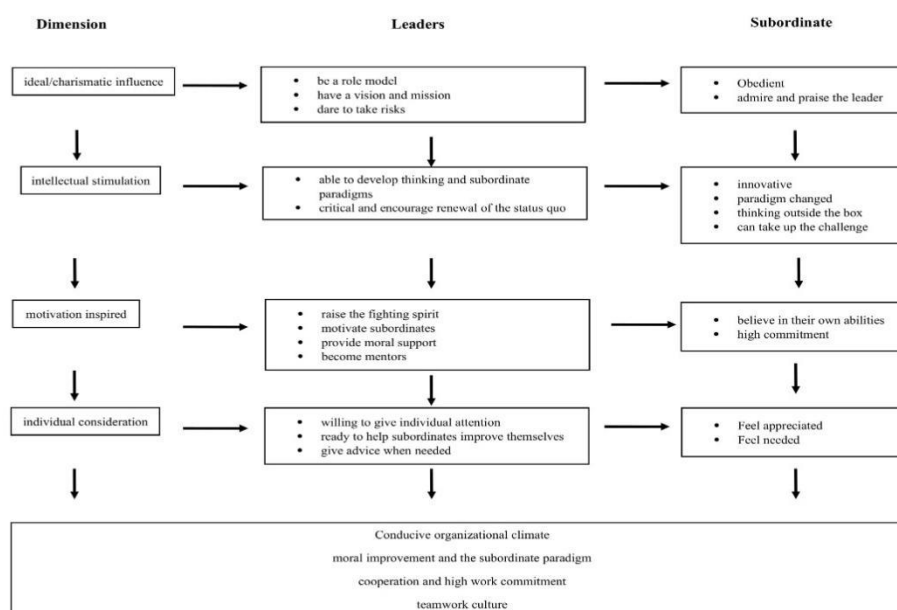 Dimension
Leaders
Subordinate
ideal/charismatic influence
• be a role model
• have a vision and mission
• dare to take risks
• Obedient
• admire and praise the leader
intellectual stimulation
• able to develop thinking and subordinate
paradigms
• critical and encourage renewal of the status quo
• innovative
• paradigm changed
• thinking outside the box
• can take up the challenge
motivation inspired
• raise the fighting spirit
• motivate subordinates
• provide moral support
• become mentors
• believe in their own abilities
• high commitment
individual consideration
• willing to give individual attention
• ready to help subordinates improve themselves
• give advice when needed
• Feel appreciated
• Feel needed
Conducive organizational climate
moral improvement and the subordinate paradigm
cooperation and high work commitment
teamwork culture